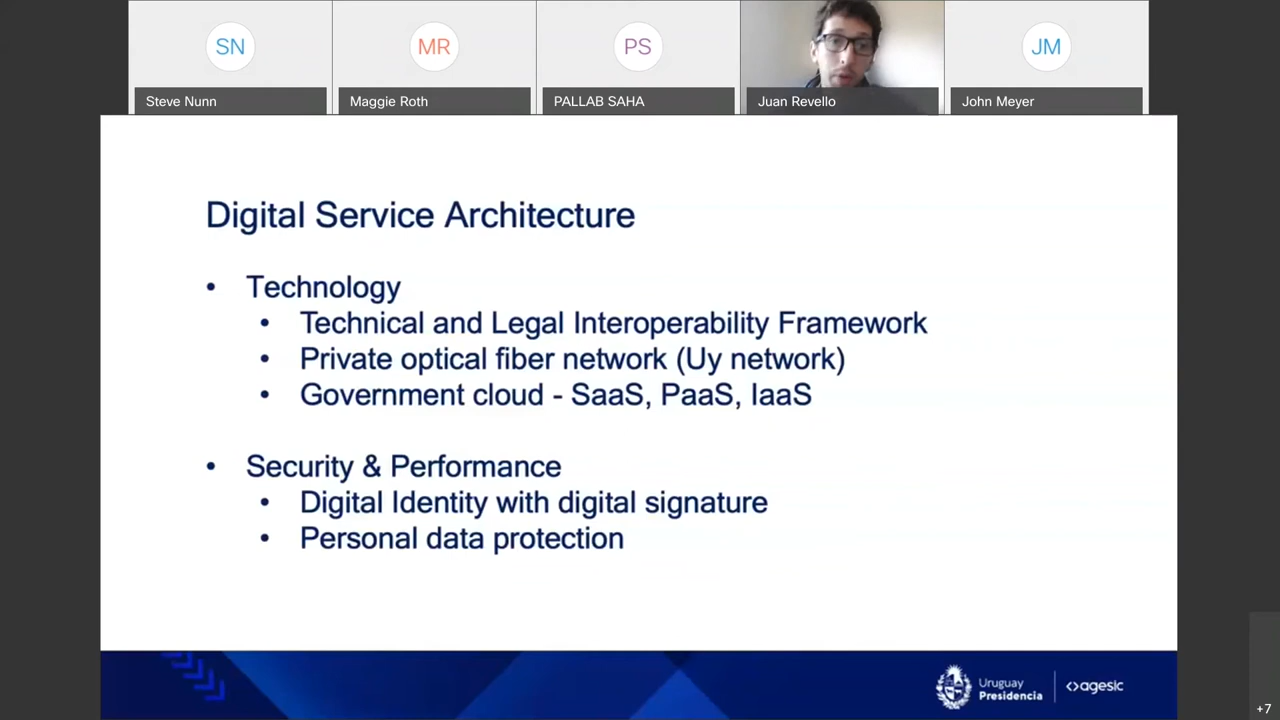 SN
MR
PS
JM
Steve Nunn
Maggie Roth
PALLAB SAHA
Juan Revello
John Meyer
Digital Service Architecture
• Technology
• Technical and Legal Interoperability Framework
• Private optical fiber network (Uy network)
• Government cloud - SaaS, PaaS, IaaS
• Security & Performance
• Digital Identity with digital signature
• Personal data protection
Uruguay
Presidencia
agesic
+7